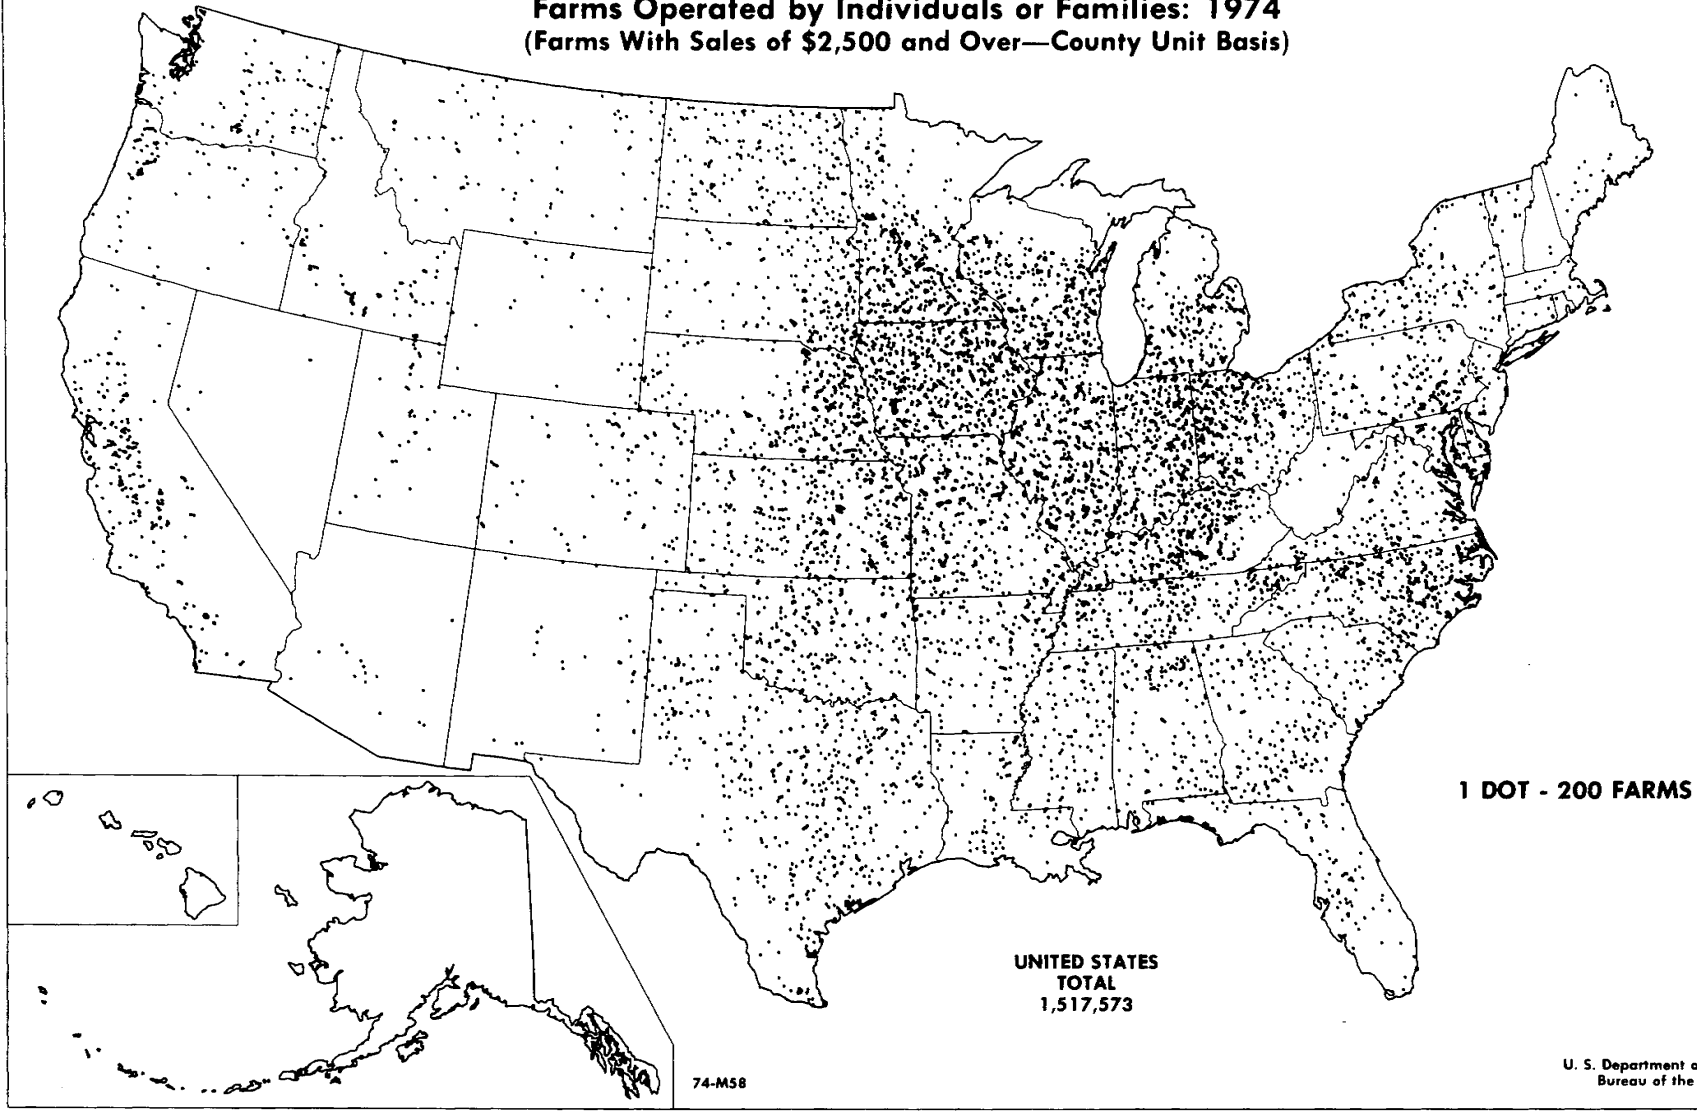 Farms Operated by Individuals or Families: 1974
(Farms With Sales of $2,500 and Over—County Unit Basis)
1 DOT - 200 FARMS
UNITED STATES
TOTAL
1,517,573
74-M58
U. S. Department
Bureau of the